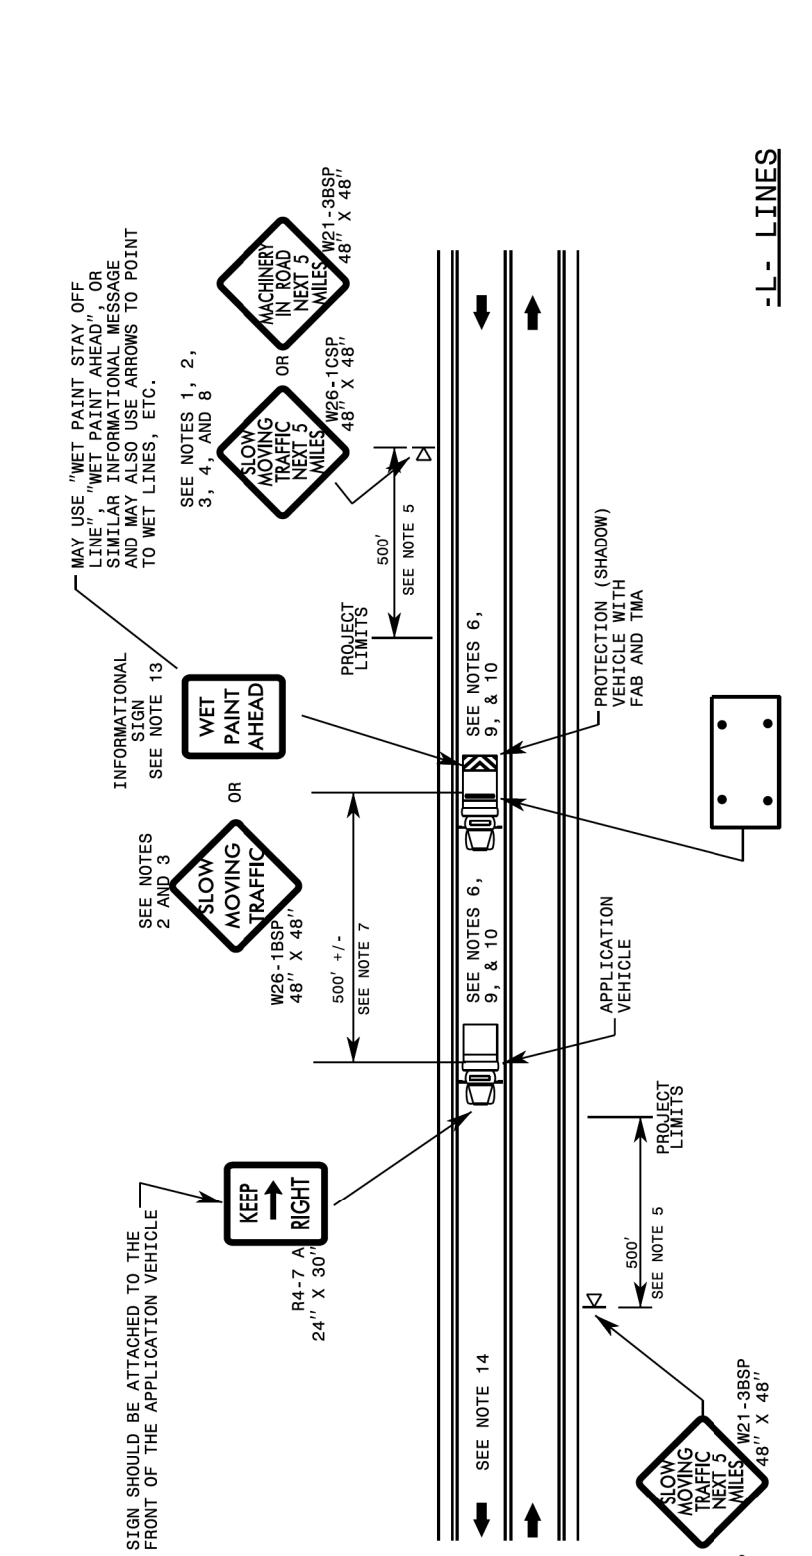 -L- LINES
MAY USE "WET PAINT STAY OFF
LINE", "WET PAINT AHEAD", OR
SIMILAR INFORMATIONAL MESSAGE
AND MAY ALSO USE ARROWS TO POINT
TO WET LINES, ETC.
SEE NOTES 1, 2,
3, 4, AND 8
SLOW
MOVING
TRAFFIC
NEXT 5
MILES
W26-1CSP
48" X 48"
OR
MACHINERY
IN ROAD
NEXT 5
MILES
W21-3BSP
48" X 48"
500'
SEE NOTE 5
PROJECT
LIMITS
INFORMATIONAL
SIGN
SEE NOTE 13
WET
PAINT
AHEAD
OR
SEE NOTES
2 AND 3
SLOW
MOVING
TRAFFIC
W26-1BSP
48" X 48"
500' +/-
SEE NOTE 7
SEE NOTES 6,
9, & 10
SEE NOTES 6,
9, & 10
PROTECTION (SHADOW)
VEHICLE WITH
FAB AND TMA
APPLICATION
VEHICLE
SIGN SHOULD BE ATTACHED TO THE
FRONT OF THE APPLICATION VEHICLE
KEEP
RIGHT
R4-7 A
24" X 30"
SEE NOTE 14
PROJECT
LIMITS
500'
SEE NOTE 5
SLOW
MOVING
TRAFFIC
NEXT 5
MILES
W21-3BSP
48" X 48"